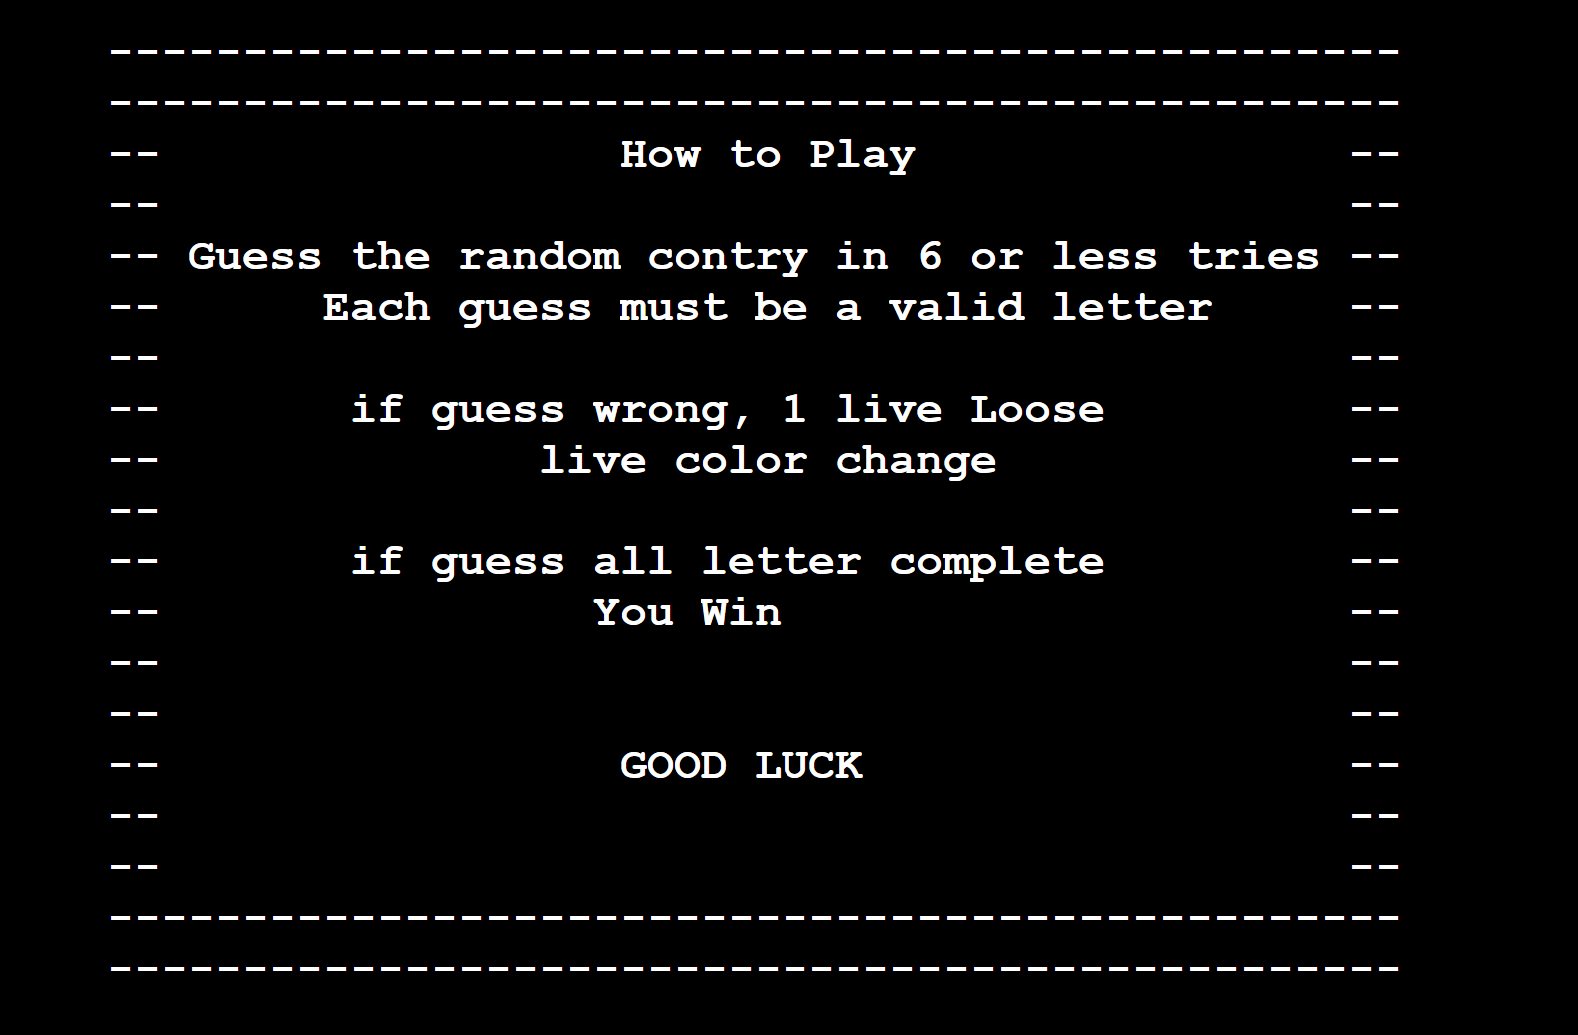 ------------------------------------------------
------------------------------------------------
-- How to Play --
-- --
-- Guess the random contry in 6 or less tries --
-- Each guess must be a valid letter --
-- --
-- if guess wrong, 1 live Loose --
-- live color change --
-- --
-- if guess all letter complete --
-- You Win --
-- --
-- --
-- GOOD LUCK --
-- --
-- --
------------------------------------------------
------------------------------------------------